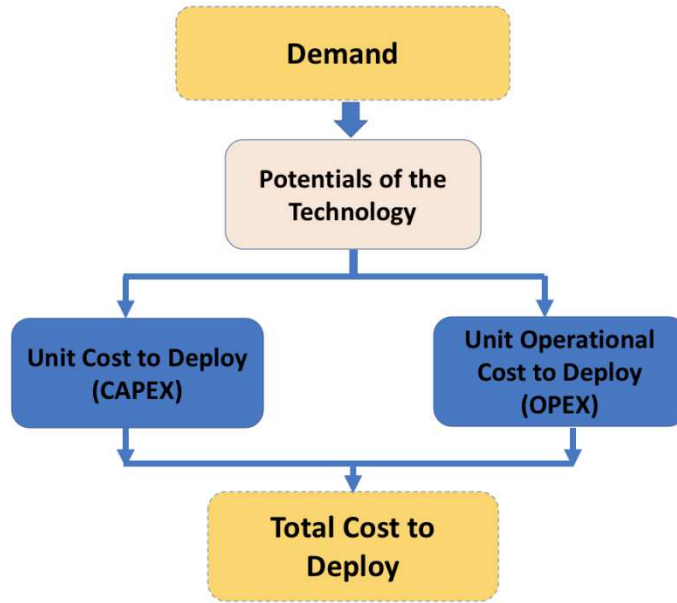 Demand
Potentials of the
Technology
Unit Cost to Deploy
(CAPEX)
Unit Operational
Cost to Deploy
(OPEX)
Total Cost to
Deploy